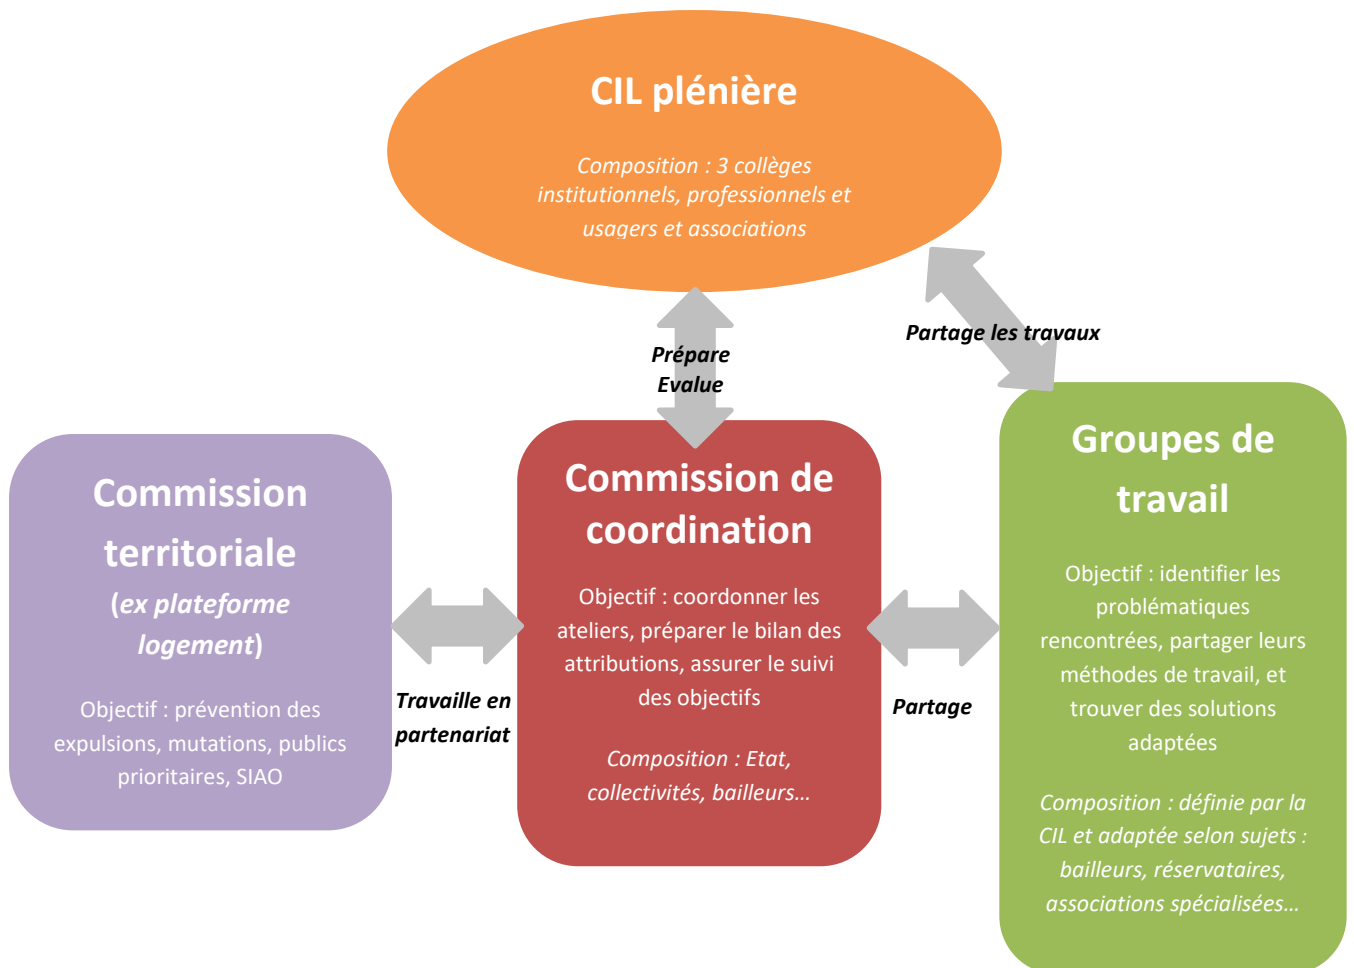 CIL plénière
Composition : 3 collèges
institutionnels, professionnels et
usagers et associations
Partage les travaux
Prépare
Evalue
Commission
territoriale
(ex plateforme
logement)
Objectif : prévention des
expulsions, mutations, publics
prioritaires, SIAO
Travaille en
partenariat
Commission de
coordination
Objectif : coordonner les
ateliers, préparer le bilan des
attributions, assurer le suivi
des objectifs
Composition : Etat,
collectivités, bailleurs…
Partage
Groupes de
travail
Objectif : identifier les
problématiques
rencontrées, partager leurs
méthodes de travail, et
trouver des solutions
adaptées
Composition : définie par la
CIL et adaptée selon sujets :
bailleurs, réservataires,
associations spécialisées…